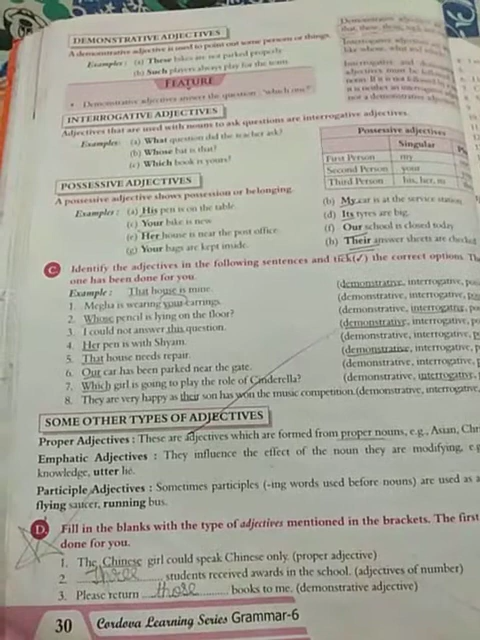 DEMONSTRATIVE ADJECTIVES
A demonstrative adjective is used to point out some persons or things.
Examples : (a) These bikes are not parked properly.
(b) Such players always play for the team.
FEATURE
• Demonstrative adjectives answer the question : 'which one?'
INTERROGATIVE ADJECTIVES
Adjectives that are used with nouns to ask questions are interrogative adjectives.
Examples: (a) What question did the teacher ask?
(b) Whose bat is that?
(c) Which book is yours?
Possessive adjectives
Singular
First Person my
Second Person your
Third Person his, her, its
POSSESSIVE ADJECTIVES
A possessive adjective shows possession or belonging.
Examples : (a) His pen is on the table. (b) My car is at the service station.
(c) Your bike is new. (d) Its tyres are big.
(e) Her house is near the post office. (f) Our school is closed today.
(g) Your bags are kept inside. (h) Their answer sheets are checked
C Identify the adjectives in the following sentences and tick(✓) the correct option. The
one has been done for you.
Example : That house is mine. (demonstrative, interrogative,
1. Megha is wearing your earrings. (demonstrative, interrogative,
2. Whose pencil is lying on the floor? (demonstrative, interrogative,
3. I could not answer this question. (demonstrative, interrogative,
4. Her pen is with Shyam. (demonstrative, interrogative,
5. That house needs repair. (demonstrative, interrogative,
6. Our car has been parked near the gate. (demonstrative, interrogative,
7. Which girl is going to play the role of Cinderella? (demonstrative, interrogative,
8. They are very happy as their son has won the music competition.(demonstrative, interrogative,
SOME OTHER TYPES OF ADJECTIVES
Proper Adjectives : These are adjectives which are formed from proper nouns, e.g., Asian,
Emphatic Adjectives : They influence the effect of the noun they are modifying,
knowledge, utter lie.
Participle Adjectives : Sometimes participles (-ing words used before nouns) are used as
flying saucer, running bus.
D. Fill in the blanks with the type of adjectives mentioned in the brackets. The first
done for you.
1. The Chinese girl could speak Chinese only. (proper adjective)
2. Three students received awards in the school. (adjectives of number)
3. Please return those books to me. (demonstrative adjective)
30 Cordova Learning Series Grammar-6